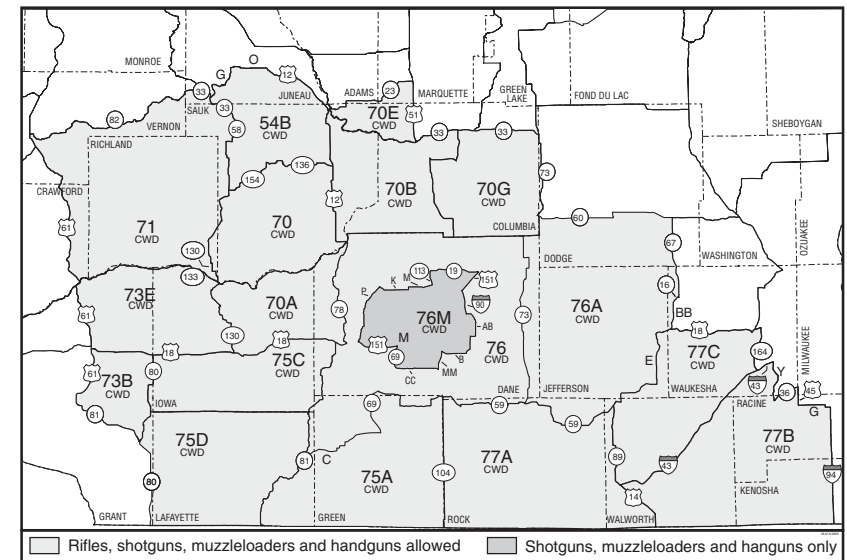 MONROE
G
O
12
33
JUNEAU
ADAMS
23
MARQUETTE
GREEN
LAKE
FOND DU LAC
SAUK
33
82
VERNON
58
54B
CWD
70E
CWD
51
33
33
SHEBOYGAN
RICHLAND
136
154
73
CRAWFORD
12
70B
CWD
70G
CWD
61
71
CWD
70
CWD
60
COLUMBIA
OZUAKEE
130
67
DODGE
WASHINGTON
133
73E
CWD
113
19
M
K
151
P
16
61
70A
CWD
78
90
76M
CWD
73
76A
CWD
BB
AB
130
18
M
151
76
CWD
18
MILWAUKEE
18
69
B
77C
CWD
164
75C
CWD
MM
CC
E
61
73B
CWD
80
Y
43
36
45
IOWA
DANE
JEFFERSON
WAUKESHA
RACINE
G
81
69
59
59
75D
CWD
77B
CWD
81
C
77A
CWD
89
43
75A
CWD
104
94
80
14
KENOSHA
GRANT
LAFAYETTE
GREEN
ROCK
WALWORTH
Rifles, shotguns, muzzleloaders and handguns allowed
Shotguns, muzzleloaders and hanguns only